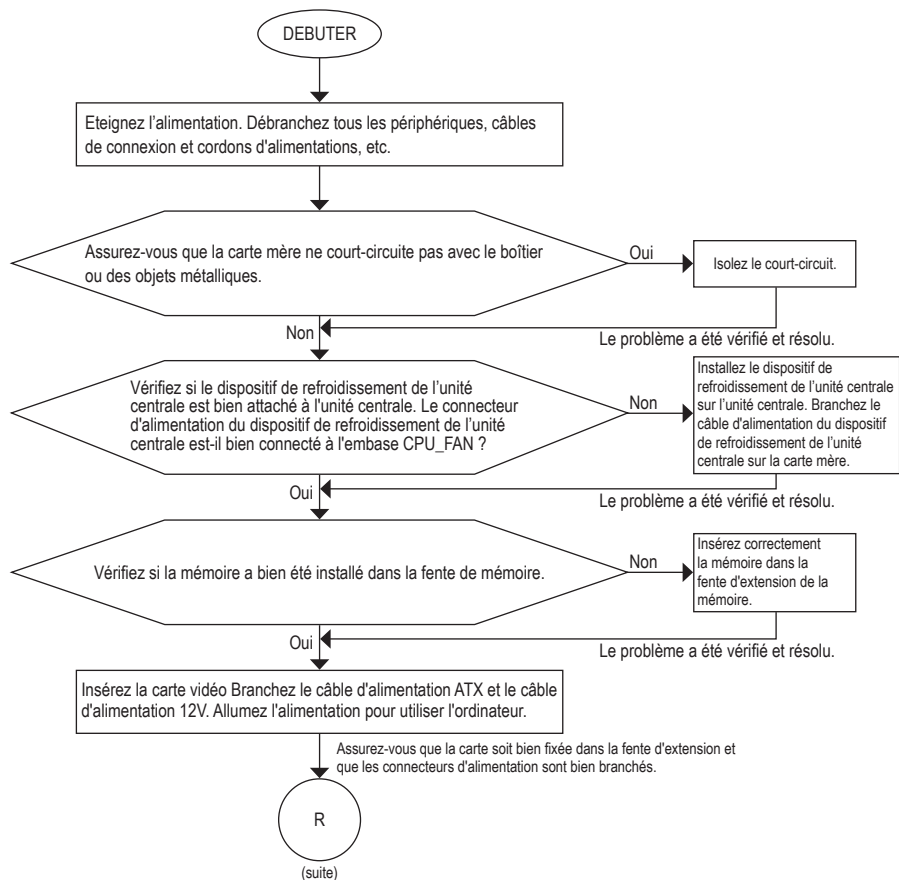 DEBUTER
Eteignez l’alimentation. Débranchez tous les périphériques, câbles
de connexion et cordons d'alimentations, etc.
Assurez-vous que la carte mère ne court-circuite pas avec le boîtier
ou des objets métalliques.
Oui
Isolez le court-circuit.
Non
Le problème a été vérifié et résolu.
Vérifiez si le dispositif de refroidissement de l’unité
centrale est bien attaché à l'unité centrale. Le connecteur
d'alimentation du dispositif de refroidissement de l’unité
centrale est-il bien connecté à l'embase CPU_FAN ?
Non
Installez le dispositif de
refroidissement de l’unité centrale
sur l’unité centrale. Branchez le
câble d’alimentation du dispositif
de refroidissement de l’unité
centrale sur la carte mère.
Oui
Le problème a été vérifié et résolu.
Vérifiez si la mémoire a bien été installé dans la fente de mémoire.
Non
Insérez correctement
la mémoire dans la
fente d'extension de la
mémoire.
Oui
Le problème a été vérifié et résolu.
Insérez la carte vidéo Branchez le câble d'alimentation ATX et le câble
d'alimentation 12V. Allumez l'alimentation pour utiliser l'ordinateur.
Assurez-vous que la carte soit bien fixée dans la fente d'extension et
que les connecteurs d'alimentation sont bien branchés.
R
(suite)